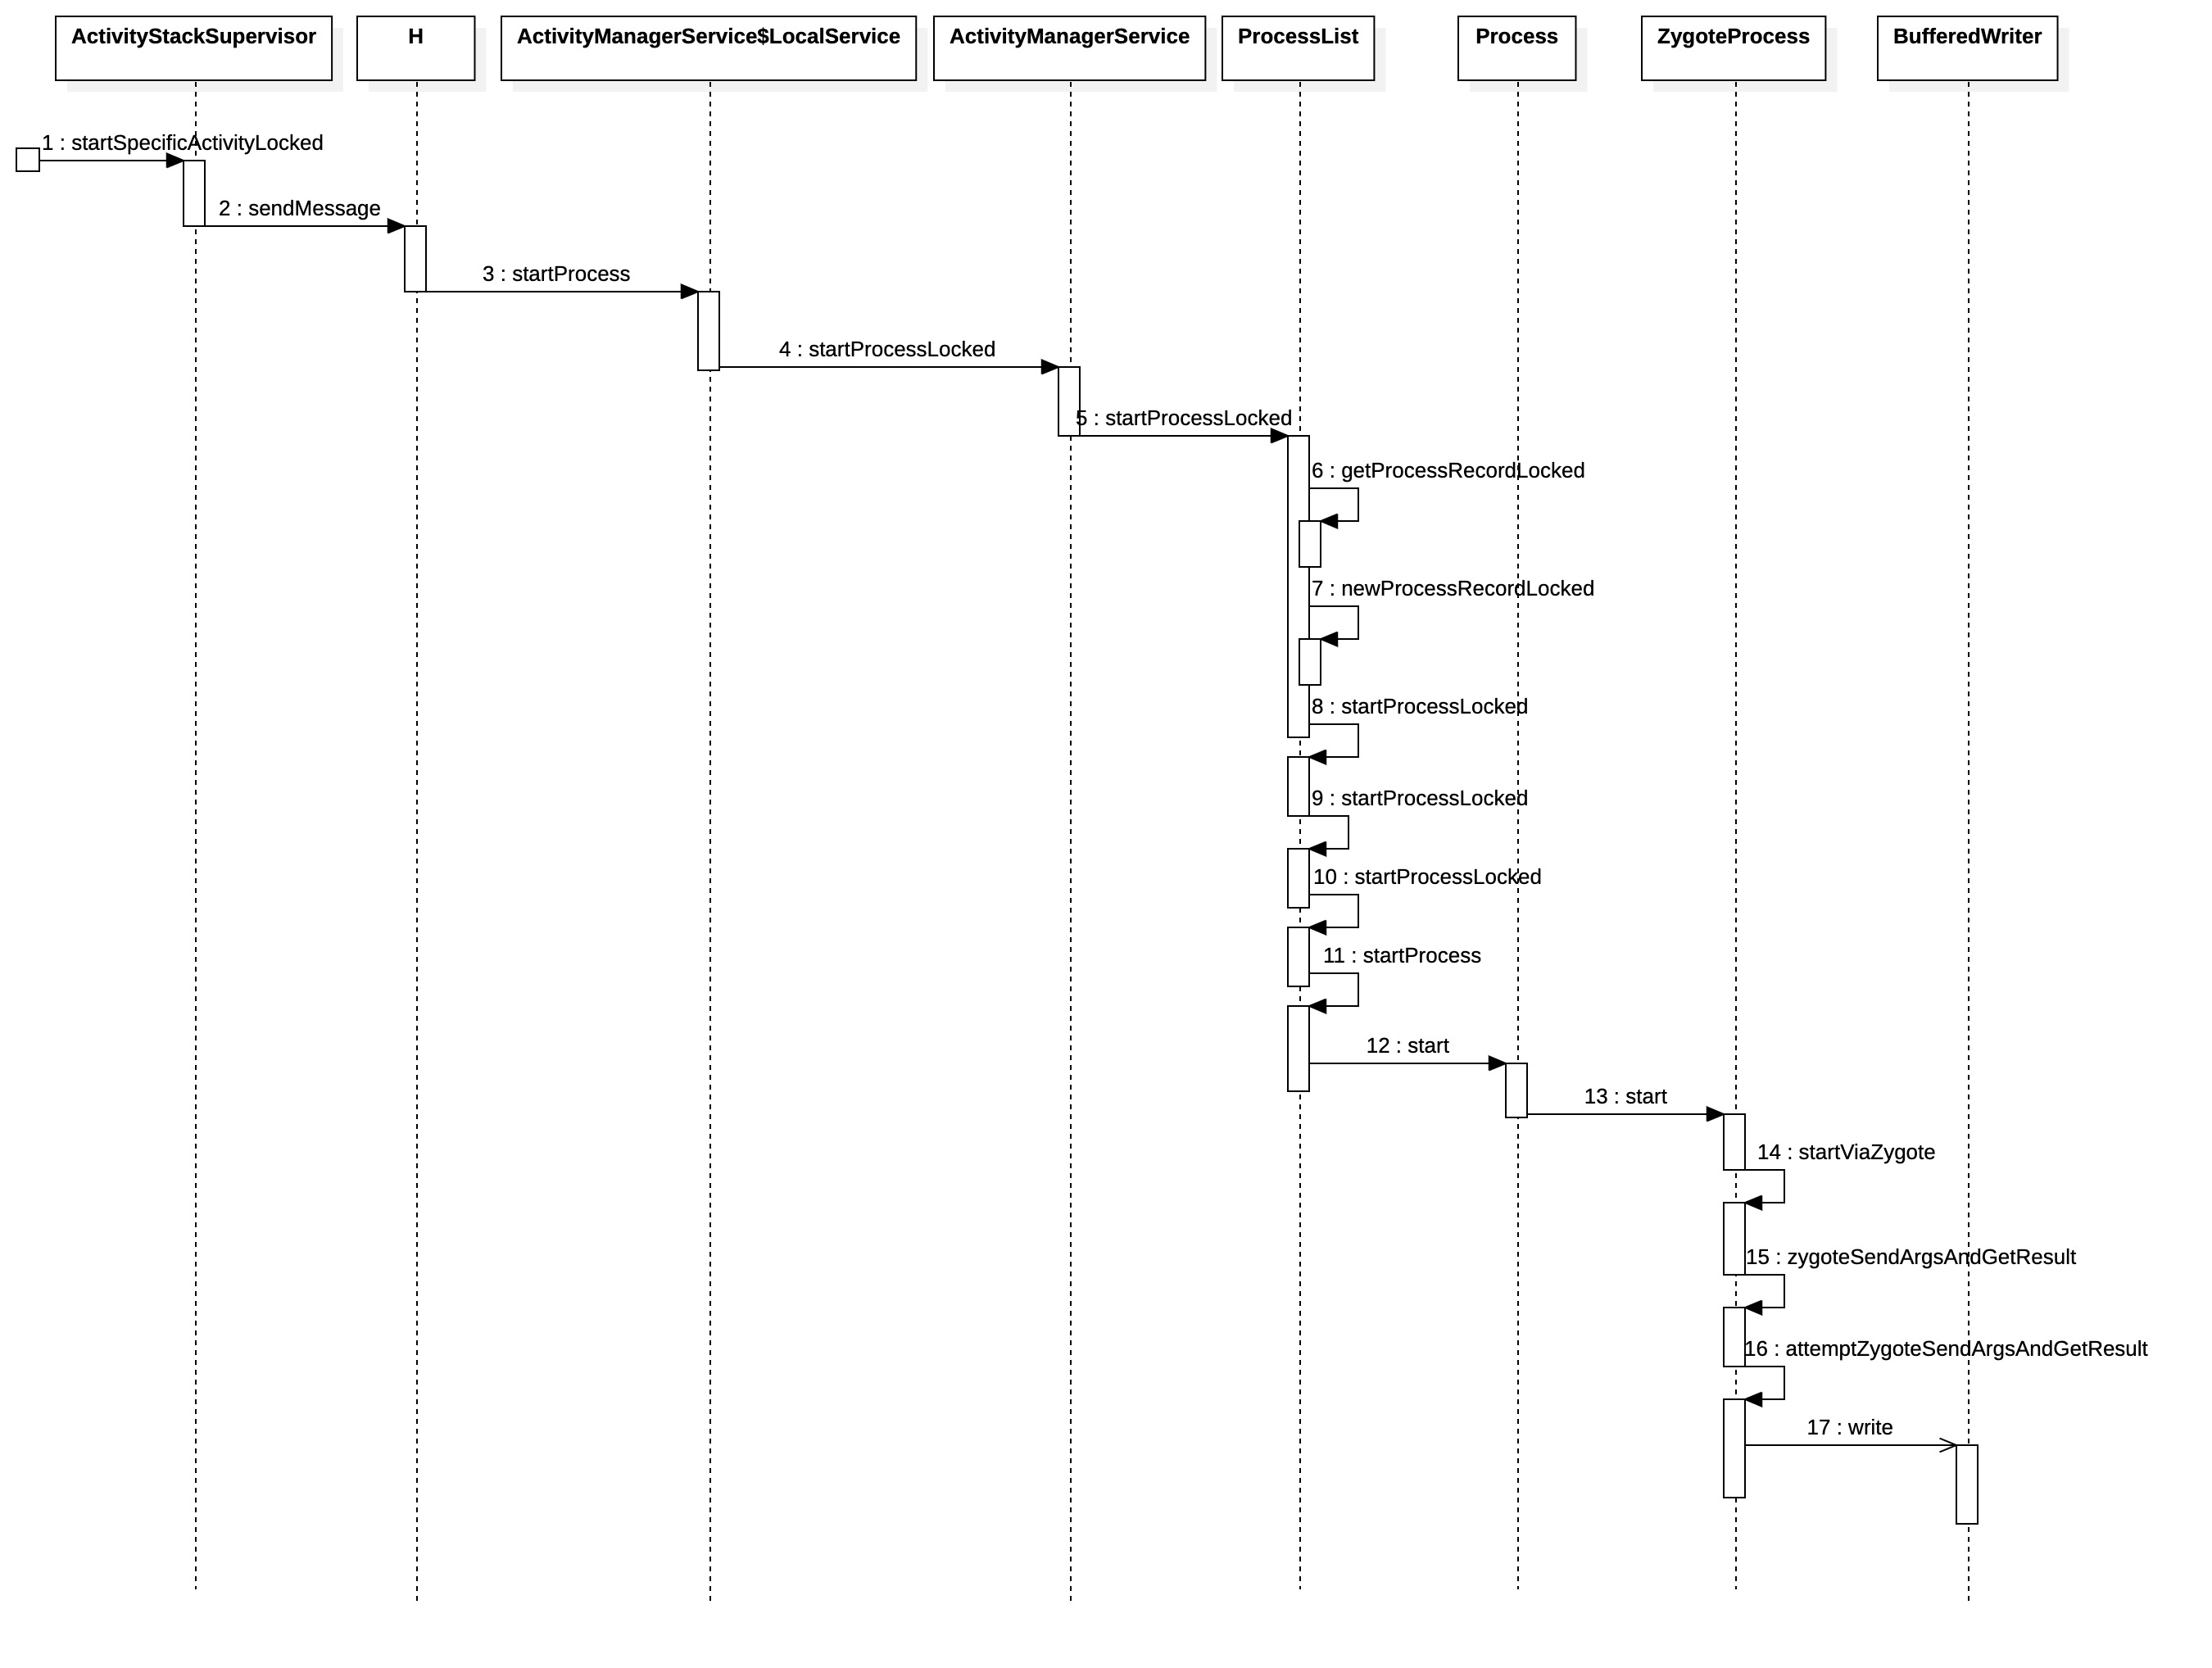 ActivityStackSupervisor
H
ActivityManagerService$LocalService
ActivityManagerService
ProcessList
Process
ZygoteProcess
BufferedWriter
1 : startSpecificActivityLocked
2 : sendMessage
3 : startProcess
4 : startProcessLocked
5 : startProcessLocked
6 : getProcessRecordLocked
7 : newProcessRecordLocked
8 : startProcessLocked
9 : startProcessLocked
10 : startProcessLocked
11 : startProcess
12 : start
13 : start
14 : startViaZygote
15 : zygoteSendArgsAndGetResult
16 : attemptZygoteSendArgsAndGetResult
17 : write